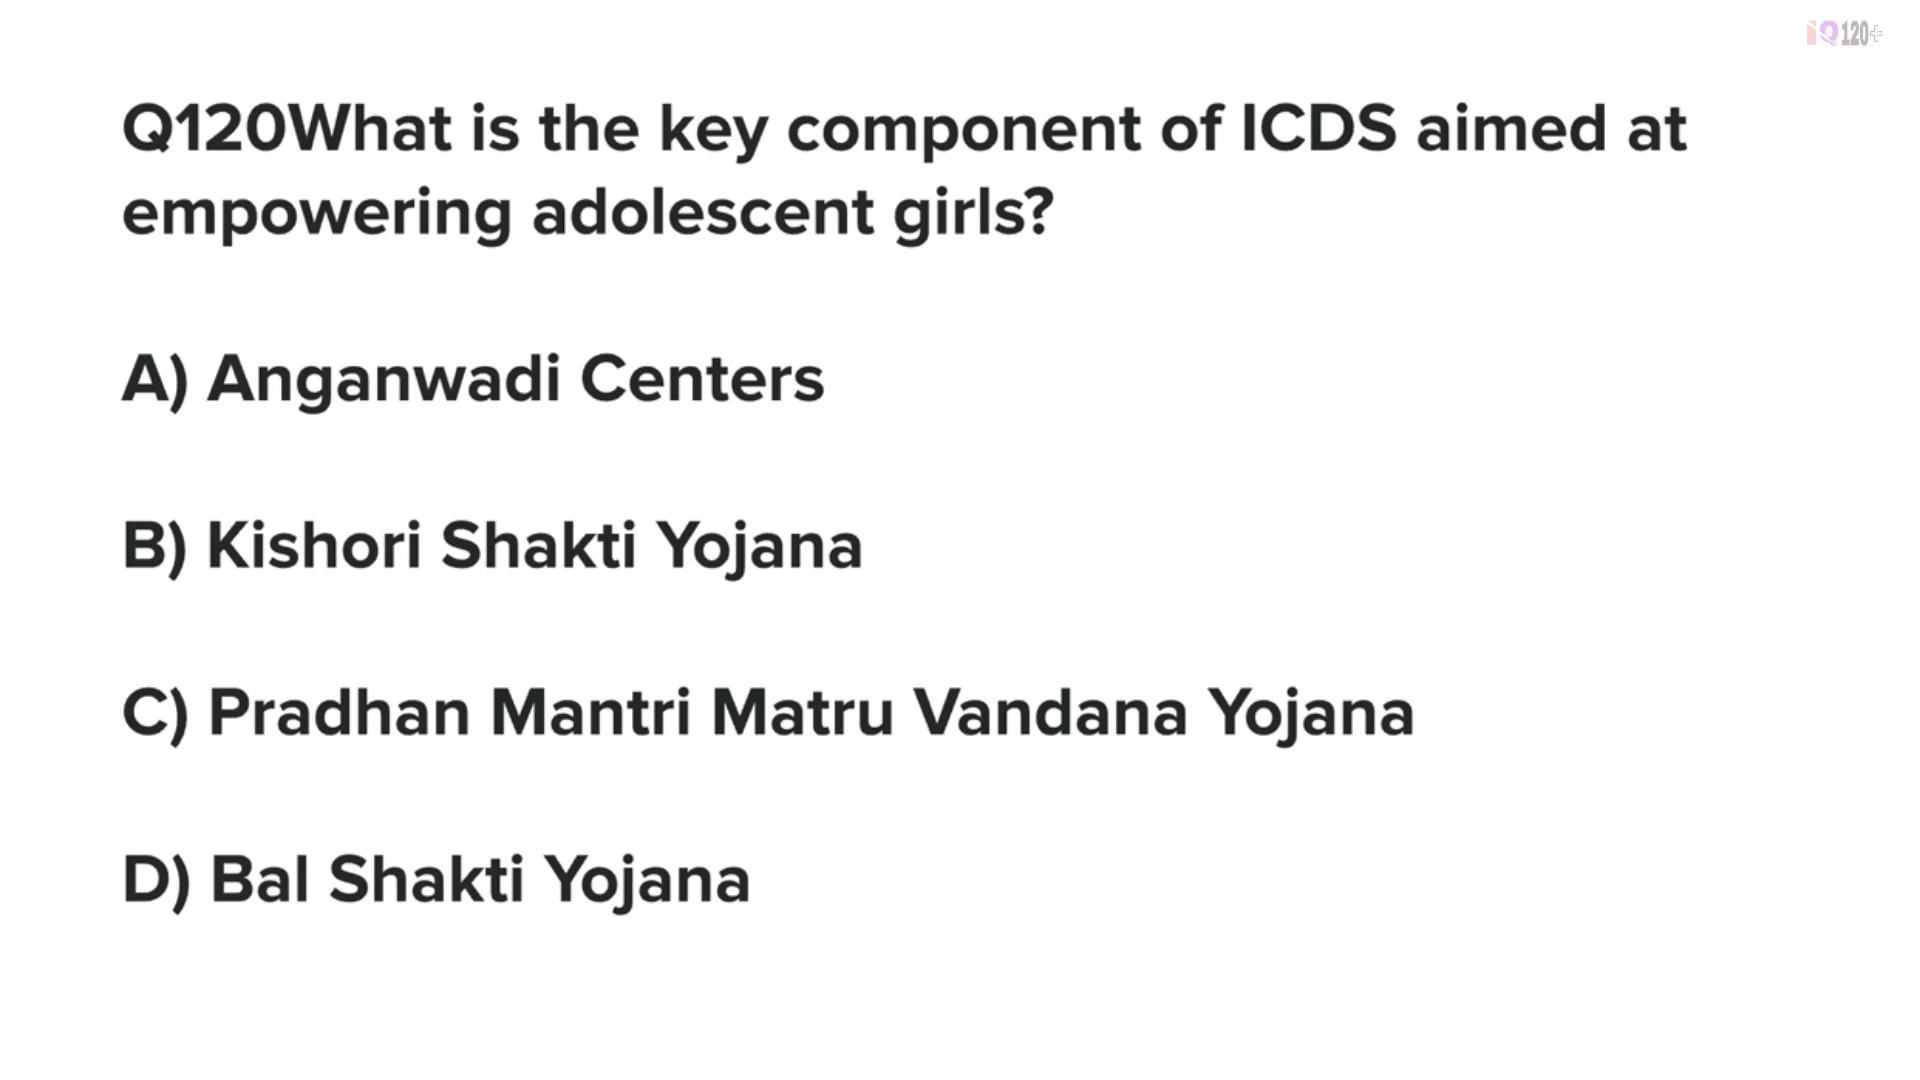 iQ120+
Q120What is the key component of ICDS aimed at
empowering adolescent girls?
A) Anganwadi Centers
B) Kishori Shakti Yojana
C) Pradhan Mantri Matru Vandana Yojana
D) Bal Shakti Yojana